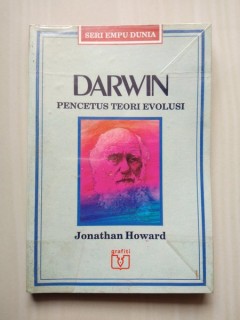 SERI EMPU DUNIA
DARWIN
PENCETUS TEORI EVOLUSI
Jonathan Howard
grafiti